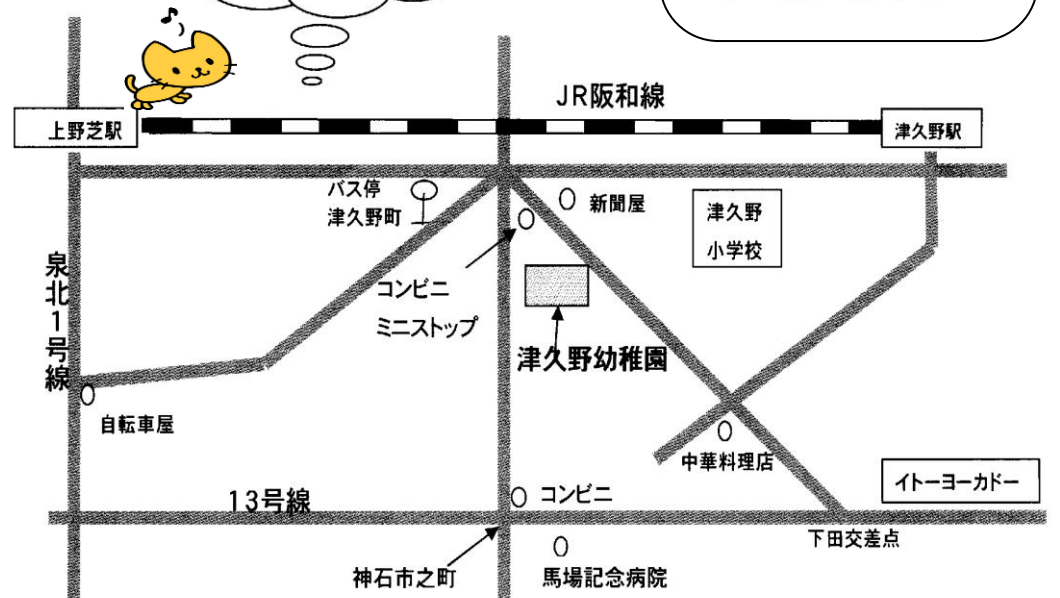 JR阪和線
上野芝駅
津久野駅
バス停
津久野町
新聞屋
津久野
小学校
泉北1号線
コンビニ
ミニストップ
津久野幼稚園
自転車屋
中華料理店
イトーヨーカドー
13号線
コンビニ
下田交差点
神石市之町
馬場記念病院